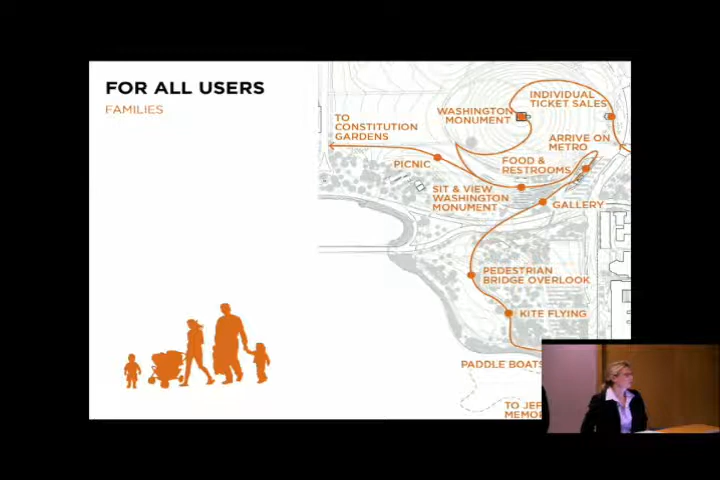 FOR ALL USERS
FAMILIES
INDIVIDUAL
TICKET SALES
WASHINGTON
MONUMENT
TO
CONSTITUTION
GARDENS
ARRIVE ON
METRO
PICNIC
FOOD &
RESTROOMS
SIT & VIEW
WASHINGTON
MONUMENT
GALLERY
PEDESTRIAN
BRIDGE OVERLOOK
KITE FLYING
PADDLE BOATS
TO